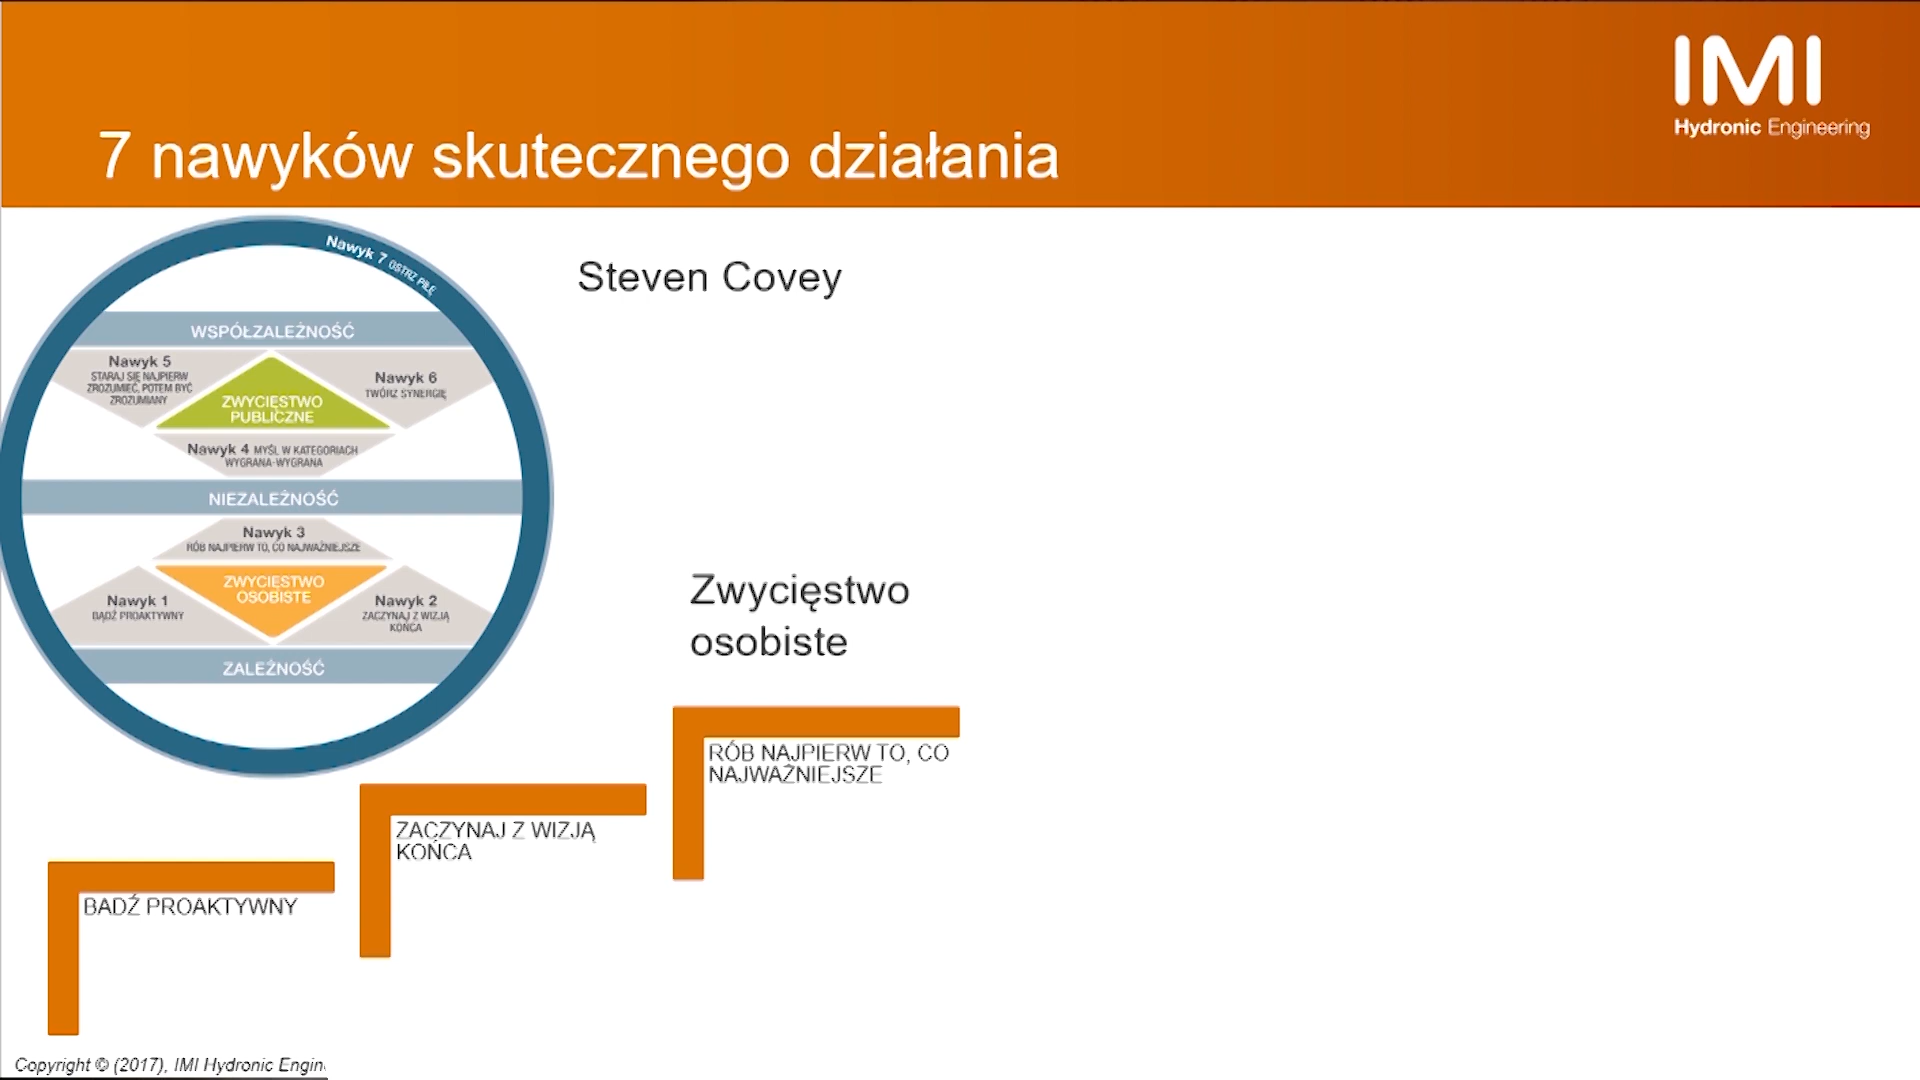 IMI
Hydronic Engineering
7 nawyków skutecznego działania
Nawyk 7 OSTRZ PIŁĘ
Steven Covey
WSPÓŁZALEŻNOŚĆ
Nawyk 5
STARAJ SIĘ NAJPIERW
ZROZUMIEĆ, POTEM BYĆ
ZROZUMIANY
Nawyk 6
TWÓRZ SYNERGIĘ
ZWYCIĘSTWO
PUBLICZNE
Nawyk 4 MYŚL W KATEGORIACH
WYGRANA-WYGRANA
NIEZALEŻNOŚĆ
Nawyk 3
RÓB NAJPIERW TO, CO NAJWAŻNIEJSZE
ZWYCIĘSTWO
OSOBISTE
Nawyk 1
BĄDŹ PROAKTYWNY
Nawyk 2
ZACZYNAJ Z WIZJĄ
KOŃCA
ZALEŻNOŚĆ
Zwycięstwo
osobiste
RÓB NAJPIERW TO, CO
NAJWAŻNIEJSZE
ZACZYNAJ Z WIZJĄ
KOŃCA
BĄDŹ PROAKTYWNY
Copyright © (2017), IMI Hydronic Engin